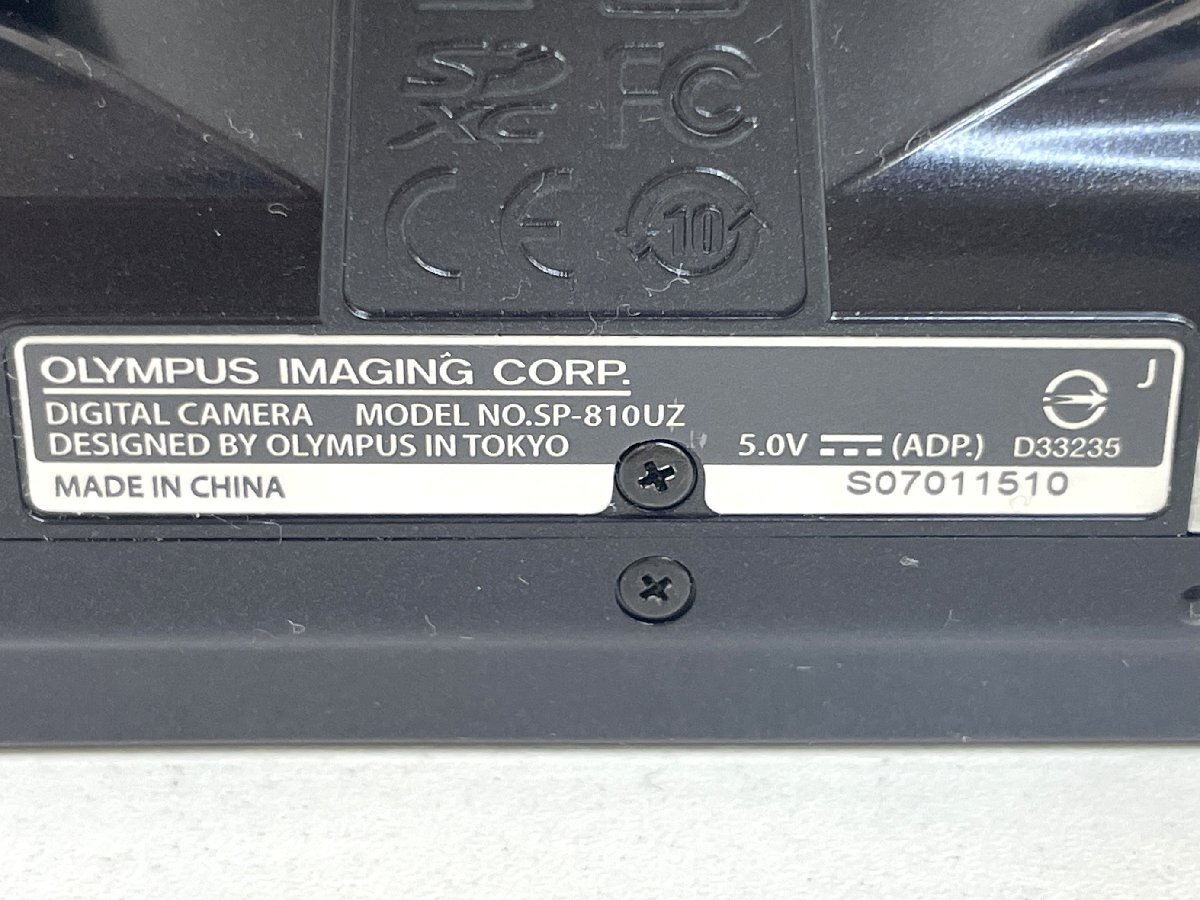 SD
XC
FC
CE
10
OLYMPUS IMAGING CORP.
DIGITAL CAMERA MODEL NO.SP-810UZ
DESIGNED BY OLYMPUS IN TOKYO
5.0V (ADP.) D33235
J
MADE IN CHINA
S07011510